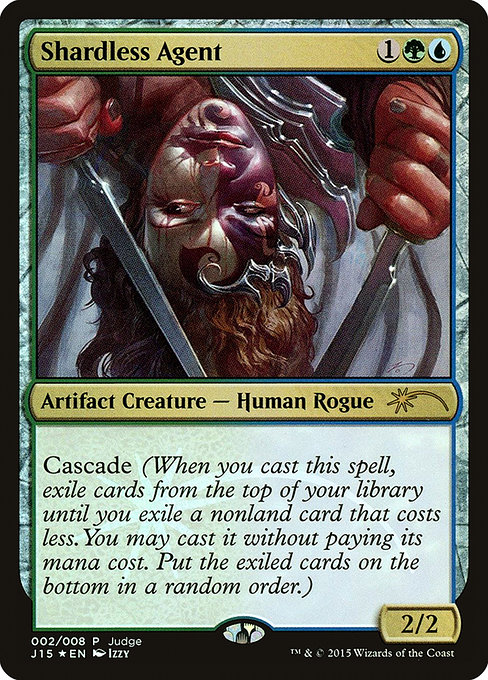 Shardless Agent 1
Artifact Creature — Human Rogue
Cascade (When you cast this spell,
exile cards from the top of your library
until you exile a nonland card that costs
less. You may cast it without paying its
mana cost. Put the exiled cards on the
bottom in a random order.)
2/2
002/008 P Judge
J15 ★ EN Izzy
™ & © 2015 Wizards of the Coast